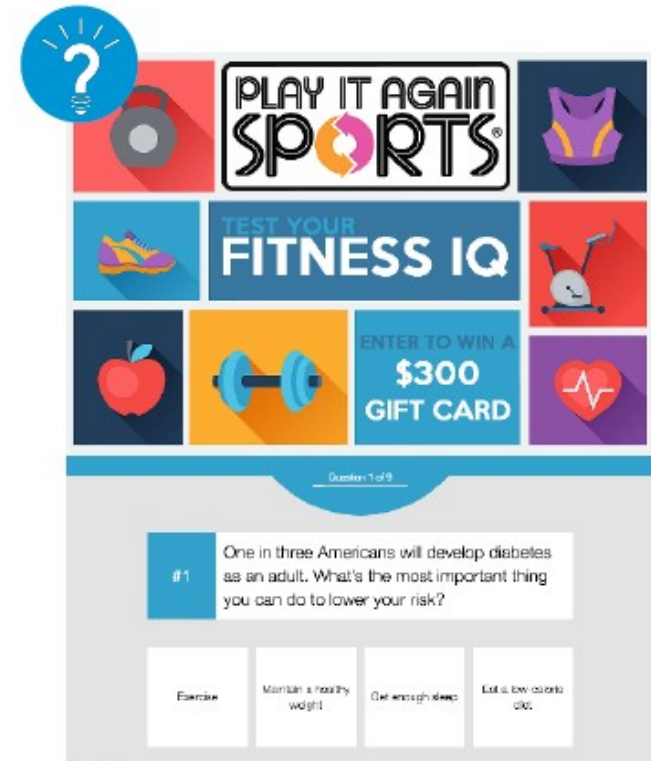 ?
PLAY IT AGAIN
SPORTS®
TEST YOUR
FITNESS IQ
ENTER TO WIN A
$300
GIFT CARD
Question 1 of 9
#1
One in three Americans will develop diabetes
as an adult. What's the most important thing
you can do to lower your risk?
Exercise
Maintain a healthy
weight
Get enough sleep
Eat a low-calorie
diet